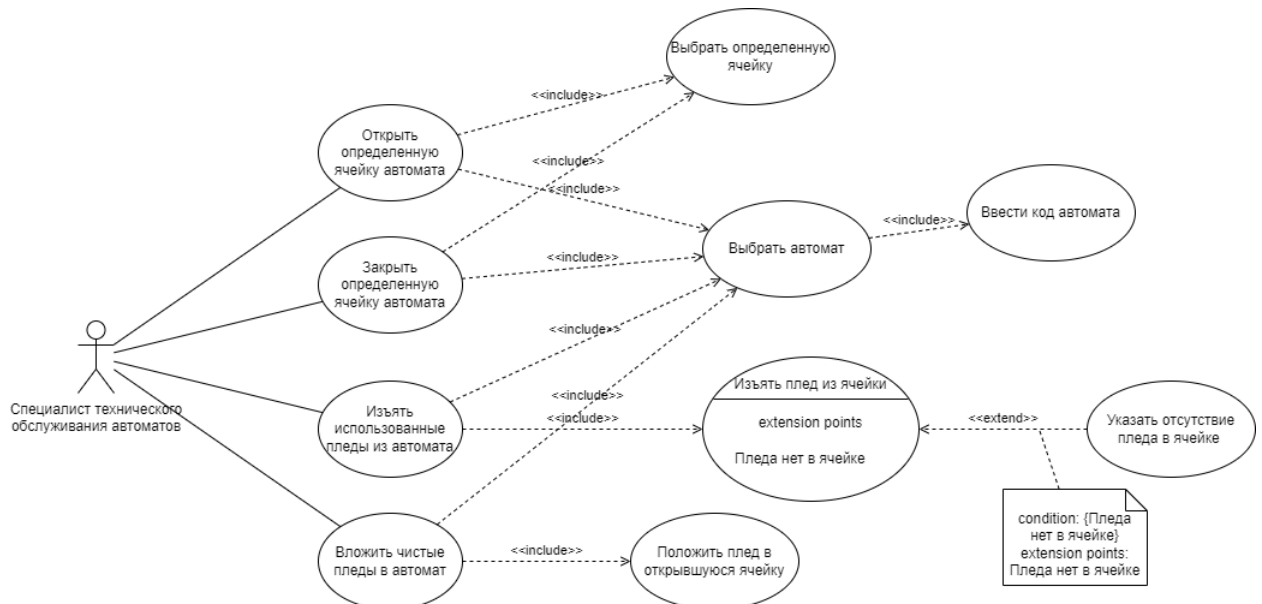 Выбрать определенную
ячейку
<<include>>
Открыть
определенную
ячейку автомата
<<include>>
<<include>>
Ввести код автомата
<<include>>
Выбрать автомат
Закрыть
определенную
ячейку автомата
<<include>>
<<include>>
Специалист технического
обслуживания автоматов
Изъять
использованные
пледы из автомата
<<include>>
<<include>>
Изъять плед из ячейки
extension points
Пледа нет в ячейке
<<extend>>
Указать отсутствие
пледа в ячейке
condition: {Пледа
нет в ячейке}
extension points:
Пледа нет в ячейке
Вложить чистые
пледы в автомат
<<include>>
Положить плед в
открывшуюся ячейку